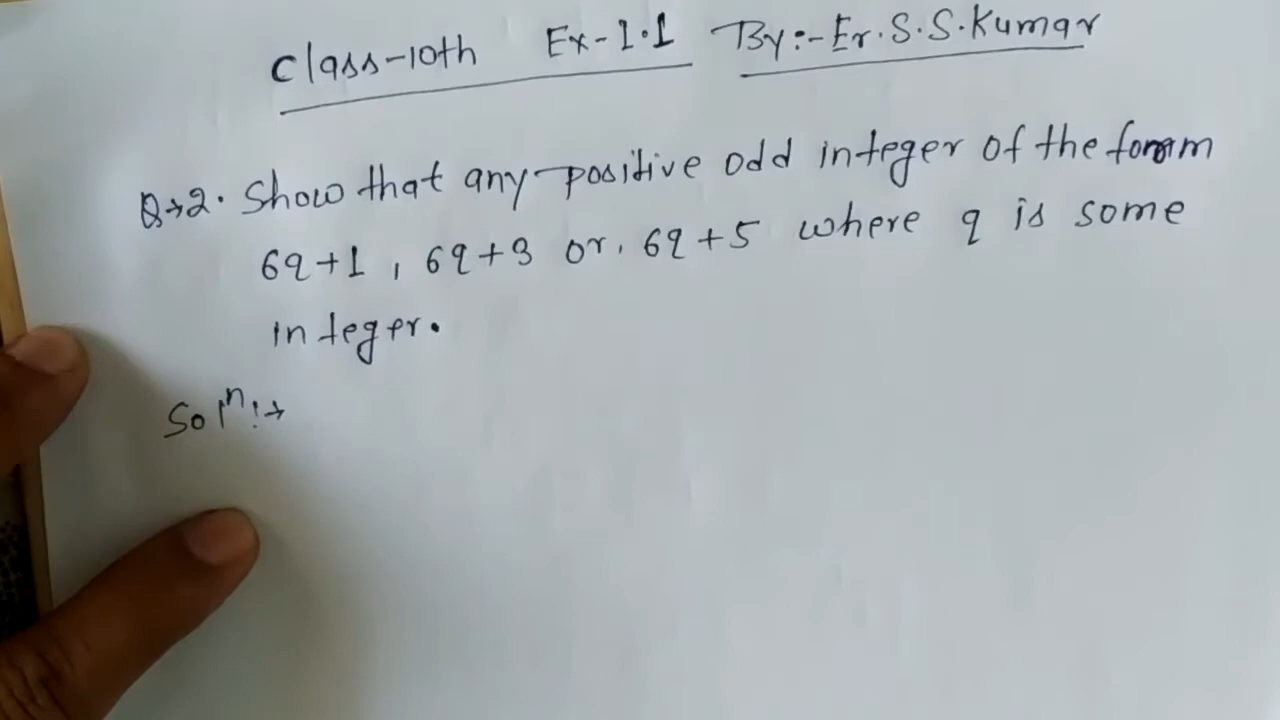 Class-10th Ex-1.1 By:-Er.S.S.Kumar
Q→2. Show that any positive odd integer of the form
6q+1, 6q+3 or, 6q+5 where q is some
integer.
Solⁿ:→